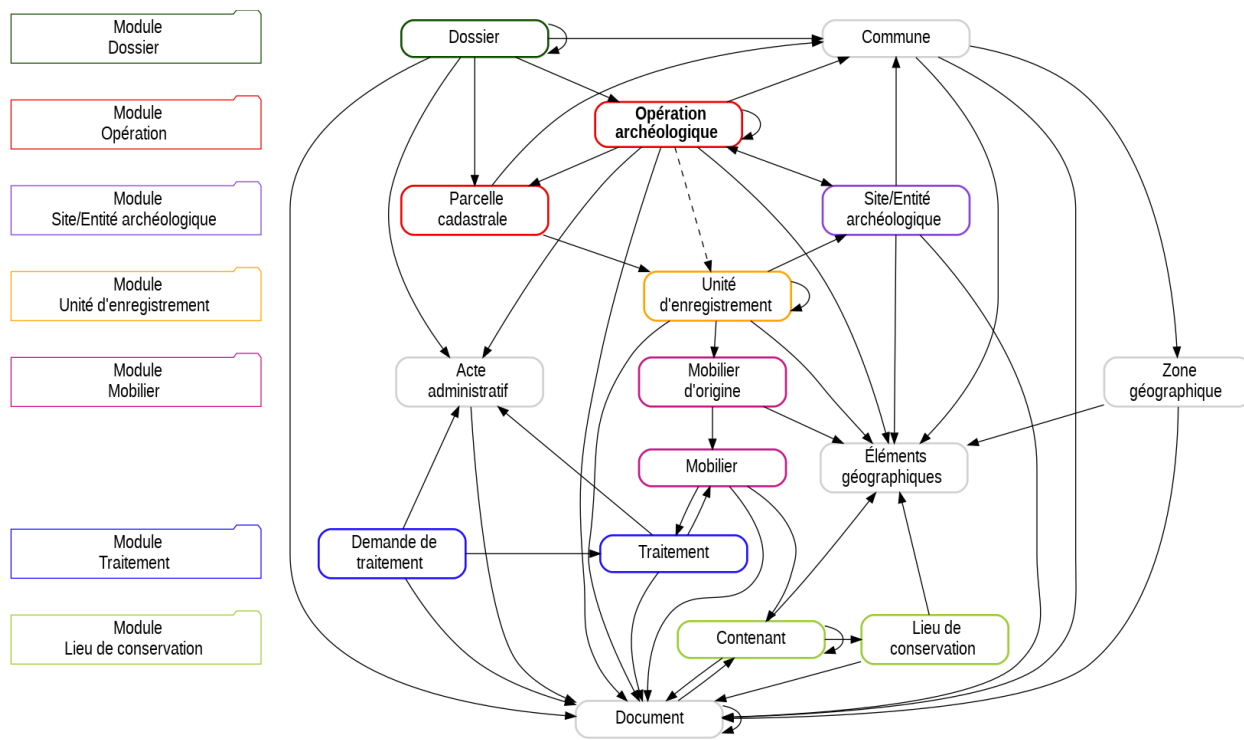 Module
Dossier
Dossier
Commune
Module
Opération
Opération
archéologique
Module
Site/Entité archéologique
Parcelle
cadastrale
Site/Entité
archéologique
Module
Unité d'enregistrement
Unité
d'enregistrement
Module
Mobilier
Acte
administratif
Mobilier
d'origine
Zone
géographique
Mobilier
Éléments
géographiques
Module
Traitement
Demande de
traitement
Traitement
Module
Lieu de conservation
Contenant
Lieu de
conservation
Document